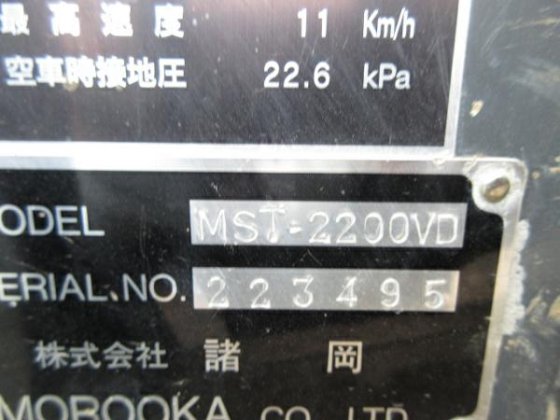 最高速度 11 Km/h
空車時接地圧 22.6 kPa
ODEL MST-2200VD
ERIAL.NO. 223495
株式会社 諸岡
MOROOKA CO.,LTD.